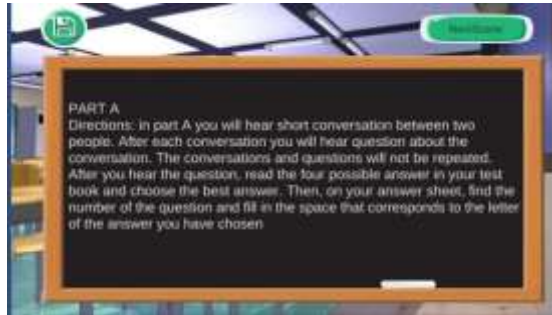 PART A
Directions: in part A you will hear short conversation between two
people. After each conversation you will hear question about the
conversation. The conversations and questions will not be repeated.
After you hear the question, read the four possible answer in your test
book and choose the best answer. Then, on your answer sheet, find the
number of the question and fill in the space that corresponds to the letter
of the answer you have chosen